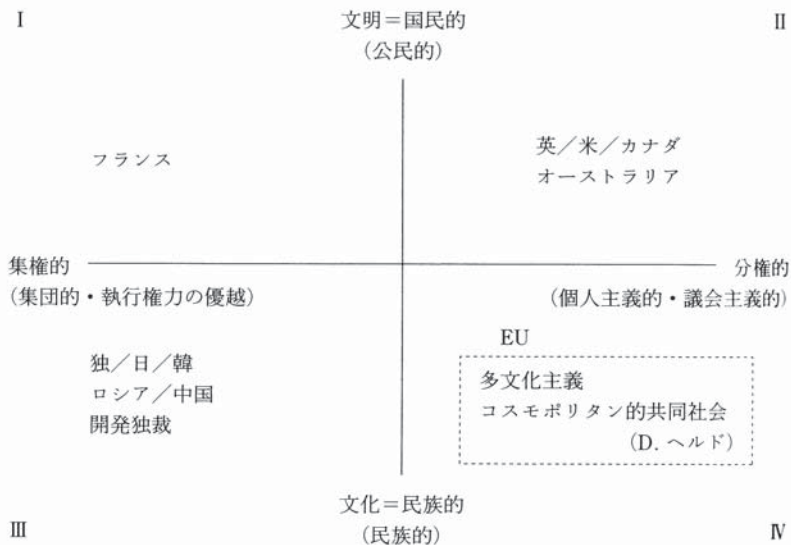 I
文明＝国民的
II
(公民的)
フランス
英／米／カナダ
オーストラリア
集権的
分権的
(集団的・執行権力の優越)
(個人主義的・議会主義的)
EU
独／日／韓
ロシア／中国
開発独裁
多文化主義
コスモポリタン的共同社会
(D. ヘルド)
文化＝民族的
III
(民族的)
IV